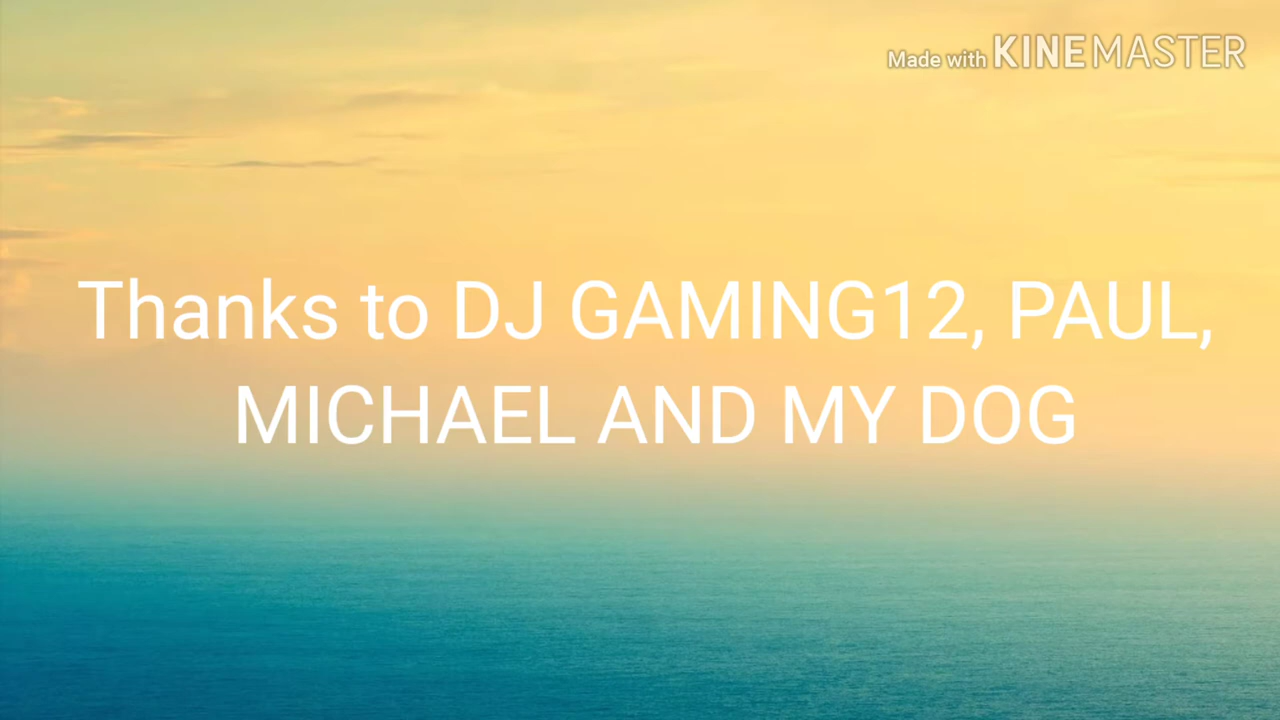 Made with KINEMASTER
Thanks to DJ GAMING12, PAUL,
MICHAEL AND MY DOG